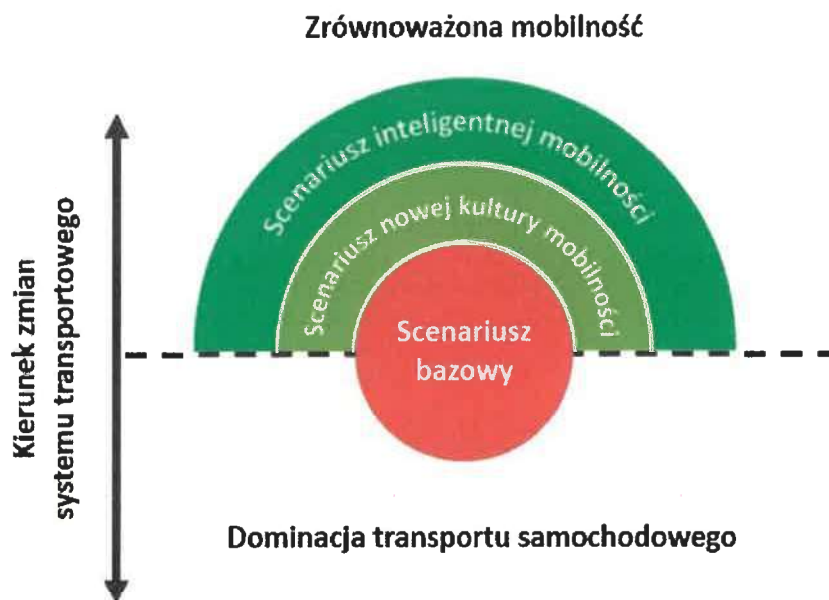 Zrównoważona mobilność
Scenariusz inteligentnej mobilności
Scenariusz nowej kultury mobilności
Scenariusz
bazowy
Kierunek zmian
systemu transportowego
Dominacja transportu samochodowego